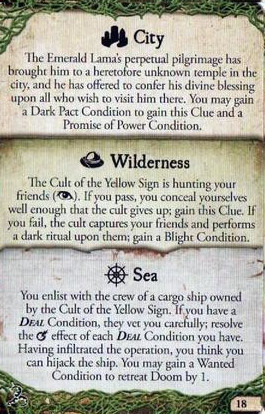 City
The Emerald Lama's perpetual pilgrimage has
brought him to a heretofore unknown temple in the
city, and he has offered to confer his divine blessing
upon all who wish to visit him there. You may gain
a Dark Pact Condition to gain this Clue and a
Promise of Power Condition.
Wilderness
The Cult of the Yellow Sign is hunting your
friends ( ). If you pass, you conceal yourselves
well enough that the cult gives up; gain this Clue. If
you fail, the cult captures your friends and performs
a dark ritual upon them; gain a Blight Condition.
Sea
You enlist with the crew of a cargo ship owned
by the Cult of the Yellow Sign. If you have a
DEAL Condition, they vet you carefully; resolve
the effect of each DEAL Condition you have.
Having infiltrated the operation, you think you
can hijack the ship. You may gain a Wanted
Condition to retreat Doom by 1.
18